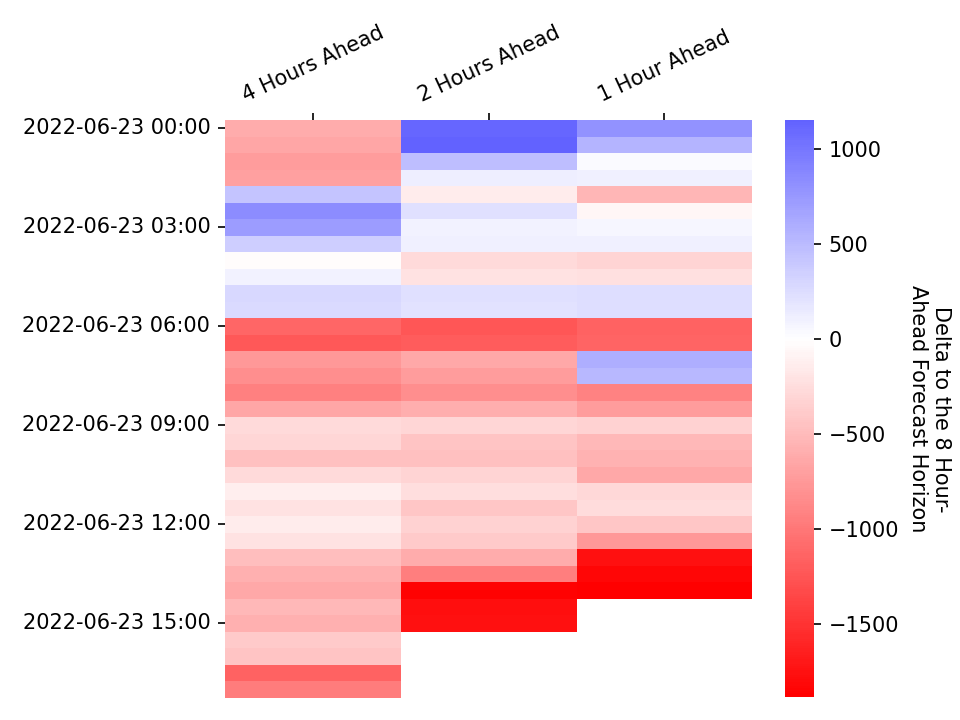 4 Hours Ahead
2 Hours Ahead
1 Hour Ahead
2022-06-23 00:00
2022-06-23 03:00
2022-06-23 06:00
2022-06-23 09:00
2022-06-23 12:00
2022-06-23 15:00
1000
500
0
−500
−1000
−1500
Delta to the 8 Hour-
Ahead Forecast Horizon